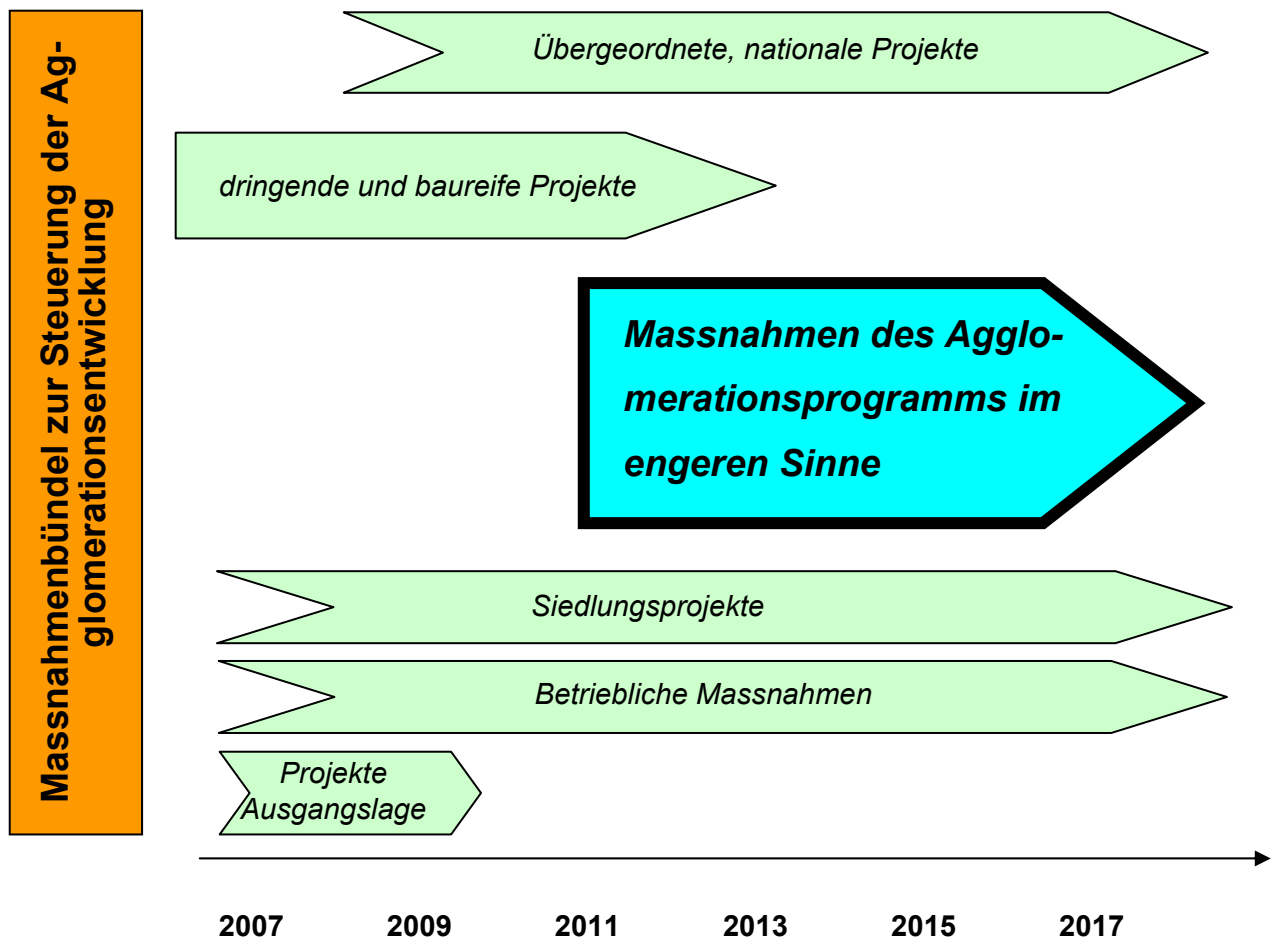 Massnahmenbündel zur Steuerung der Ag-
glomerationsentwicklung
Übergeordnete, nationale Projekte
dringende und baureife Projekte
Massnahmen des Agglo-
merationsprogramms im
engeren Sinne
Siedlungsprojekte
Betriebliche Massnahmen
Projekte
Ausgangslage
2007 2009 2011 2013 2015 2017